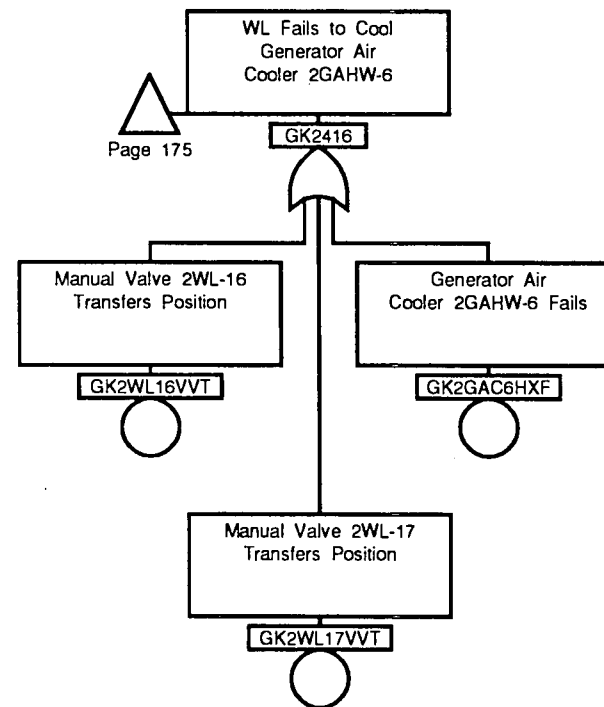 WL Fails to Cool
Generator Air
Cooler 2GAHW-6
Page 175
GK2416
Manual Valve 2WL-16
Transfers Position
GK2WL16VVT
Generator Air
Cooler 2GAHW-6 Fails
GK2GAC6HXF
Manual Valve 2WL-17
Transfers Position
GK2WL17VVT